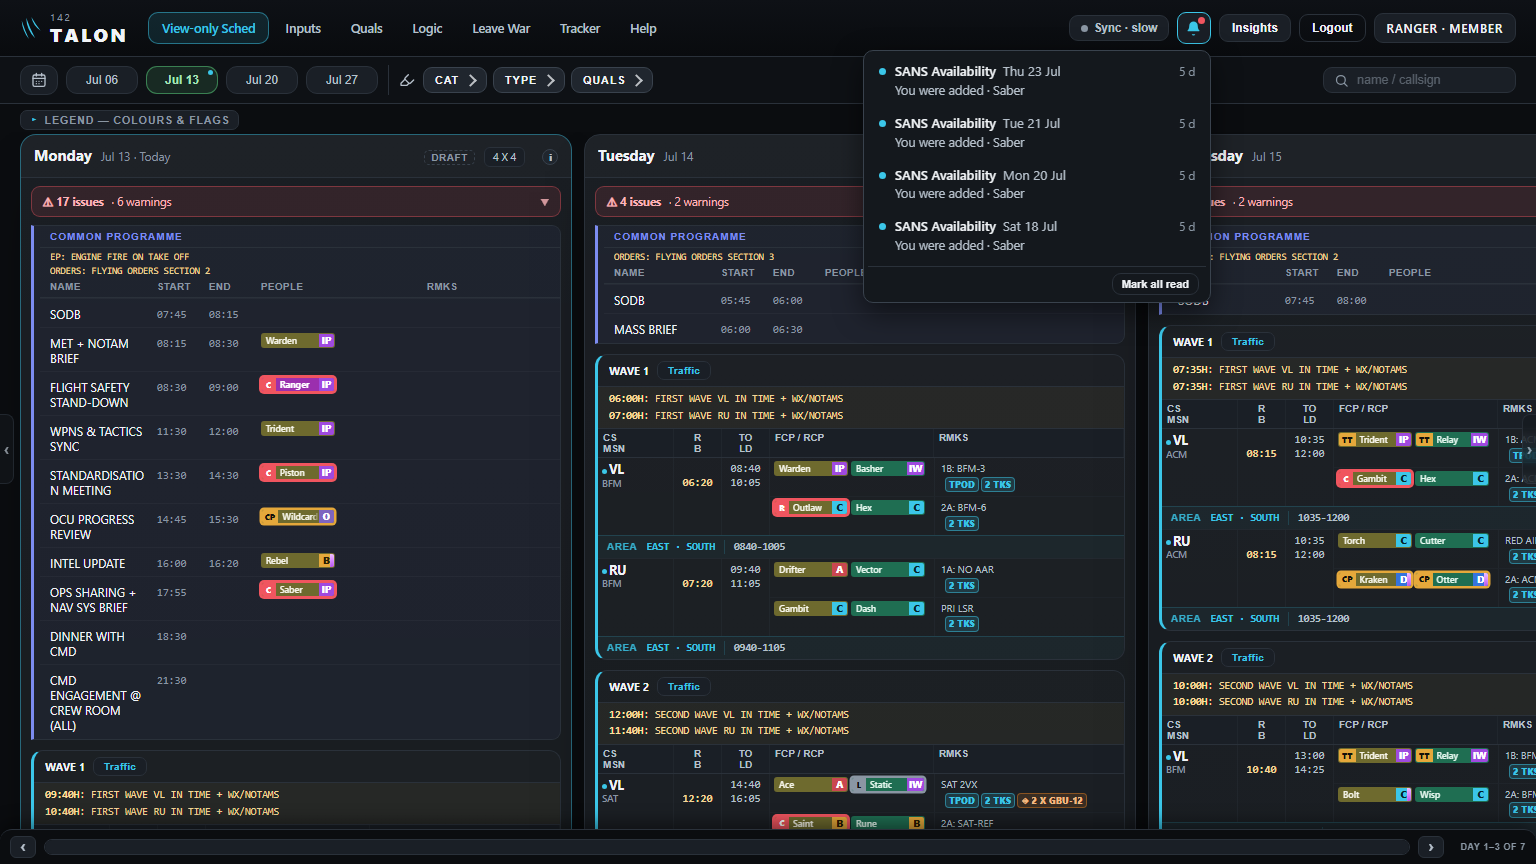 142
TALON
View-only Sched
Inputs
Quals
Logic
Leave War
Tracker
Help
Sync · slow
Insights
Logout
RANGER · MEMBER
Jul 06
Jul 13
Jul 20
Jul 27
CAT
TYPE
QUALS
name / callsign
LEGEND — COLOURS & FLAGS
SANS Availability Thu 23 Jul 5 d
You were added · Saber
SANS Availability Tue 21 Jul 5 d
You were added · Saber
SANS Availability Mon 20 Jul 5 d
You were added · Saber
SANS Availability Sat 18 Jul 5 d
You were added · Saber
Mark all read
Monday Jul 13 · Today DRAFT 4 X 4 i
17 issues · 6 warnings
COMMON PROGRAMME
EP: ENGINE FIRE ON TAKE OFF
ORDERS: FLYING ORDERS SECTION 2
NAME START END PEOPLE RMKS
SODB 07:45 08:15
MET + NOTAM 08:15 08:30 Warden IP
BRIEF
FLIGHT SAFETY 08:30 09:00 C Ranger IP
STAND-DOWN
WPNS & TACTICS 11:30 12:00 Trident IP
SYNC
STANDARDISATIO 13:30 14:30 C Piston IP
N MEETING
OCU PROGRESS 14:45 15:30 CP Wildcard O
REVIEW
INTEL UPDATE 16:00 16:20 Rebel B
OPS SHARING + 17:55 C Saber IP
NAV SYS BRIEF
DINNER WITH 18:30
CMD
CMD 21:30
ENGAGEMENT @
CREW ROOM
(ALL)
WAVE 1 Traffic
09:40H: FIRST WAVE VL IN TIME + WX/NOTAMS
10:40H: FIRST WAVE RU IN TIME + WX/NOTAMS
Tuesday Jul 14
4 issues · 2 warnings
COMMON PROGRAMME
ORDERS: FLYING ORDERS SECTION 3
NAME START END PEOPL
SODB 05:45 06:00
MASS BRIEF 06:00 06:30
WAVE 1 Traffic
06:00H: FIRST WAVE VL IN TIME + WX/NOTAMS
07:00H: FIRST WAVE RU IN TIME + WX/NOTAMS
CS R TO FCP / RCP RMKS
MSN B LD
VL 08:40 Warden IP Basher IW 1B: BFM-3
BFM 06:20 10:05 TPOD 2 TKS
R Outlaw C Hex C 2A: BFM-6
2 TKS
AREA EAST · SOUTH 0840-1005
RU 09:40 Drifter A Vector C 1A: NO AAR
BFM 07:20 11:05 2 TKS
Gambit C Dash C PRI LSR
2 TKS
AREA EAST · SOUTH 0940-1105
WAVE 2 Traffic
12:00H: SECOND WAVE VL IN TIME + WX/NOTAMS
11:40H: SECOND WAVE RU IN TIME + WX/NOTAMS
CS R TO FCP / RCP RMKS
MSN B LD
VL 14:40 Ace A L Static IW SAT 2VX
SAT 12:20 16:05 TPOD 2 TKS 2 X GBU-12
C Saint B Rune B 2A: SAT-REF
sday Jul 15
ues · 2 warnings
ON PROGRAMME
: FLYING ORDERS SECTION 2
START END PEOPLE
SODB 07:45 08:00
WAVE 1 Traffic
07:35H: FIRST WAVE VL IN TIME + WX/NOTAMS
07:35H: FIRST WAVE RU IN TIME + WX/NOTAMS
CS R TO FCP / RCP RMKS
MSN B LD
VL 10:35 TT Trident IP TT Relay IW 1B:
ACM 08:15 12:00
C Gambit C Hex C 2A:
2 TKS
AREA EAST · SOUTH 1035-1200
RU 10:35 Torch C Cutter C RED AI
ACM 08:15 12:00 2 TKS
CP Kraken D CP Otter D 2A: AC
2 TKS
AREA EAST · SOUTH 1035-1200
WAVE 2 Traffic
10:00H: SECOND WAVE VL IN TIME + WX/NOTAMS
10:00H: SECOND WAVE RU IN TIME + WX/NOTAMS
CS R TO FCP / RCP RMKS
MSN B LD
VL 13:00 TT Trident IP TT Relay IW 1B: BFM
BFM 10:40 14:25 2 TKS
Bolt C Wisp C 2A: BFM
2 TKS
DAY 1–3 OF 7